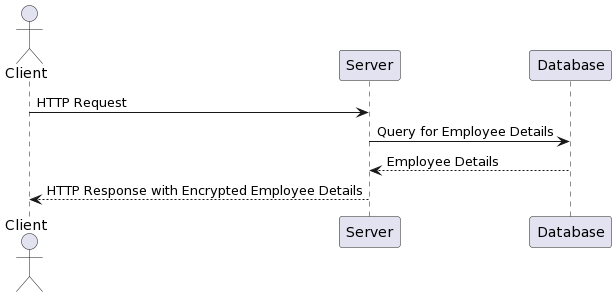 Client
Server
Database
HTTP Request
Query for Employee Details
Employee Details
HTTP Response with Encrypted Employee Details
Client
Server
Database